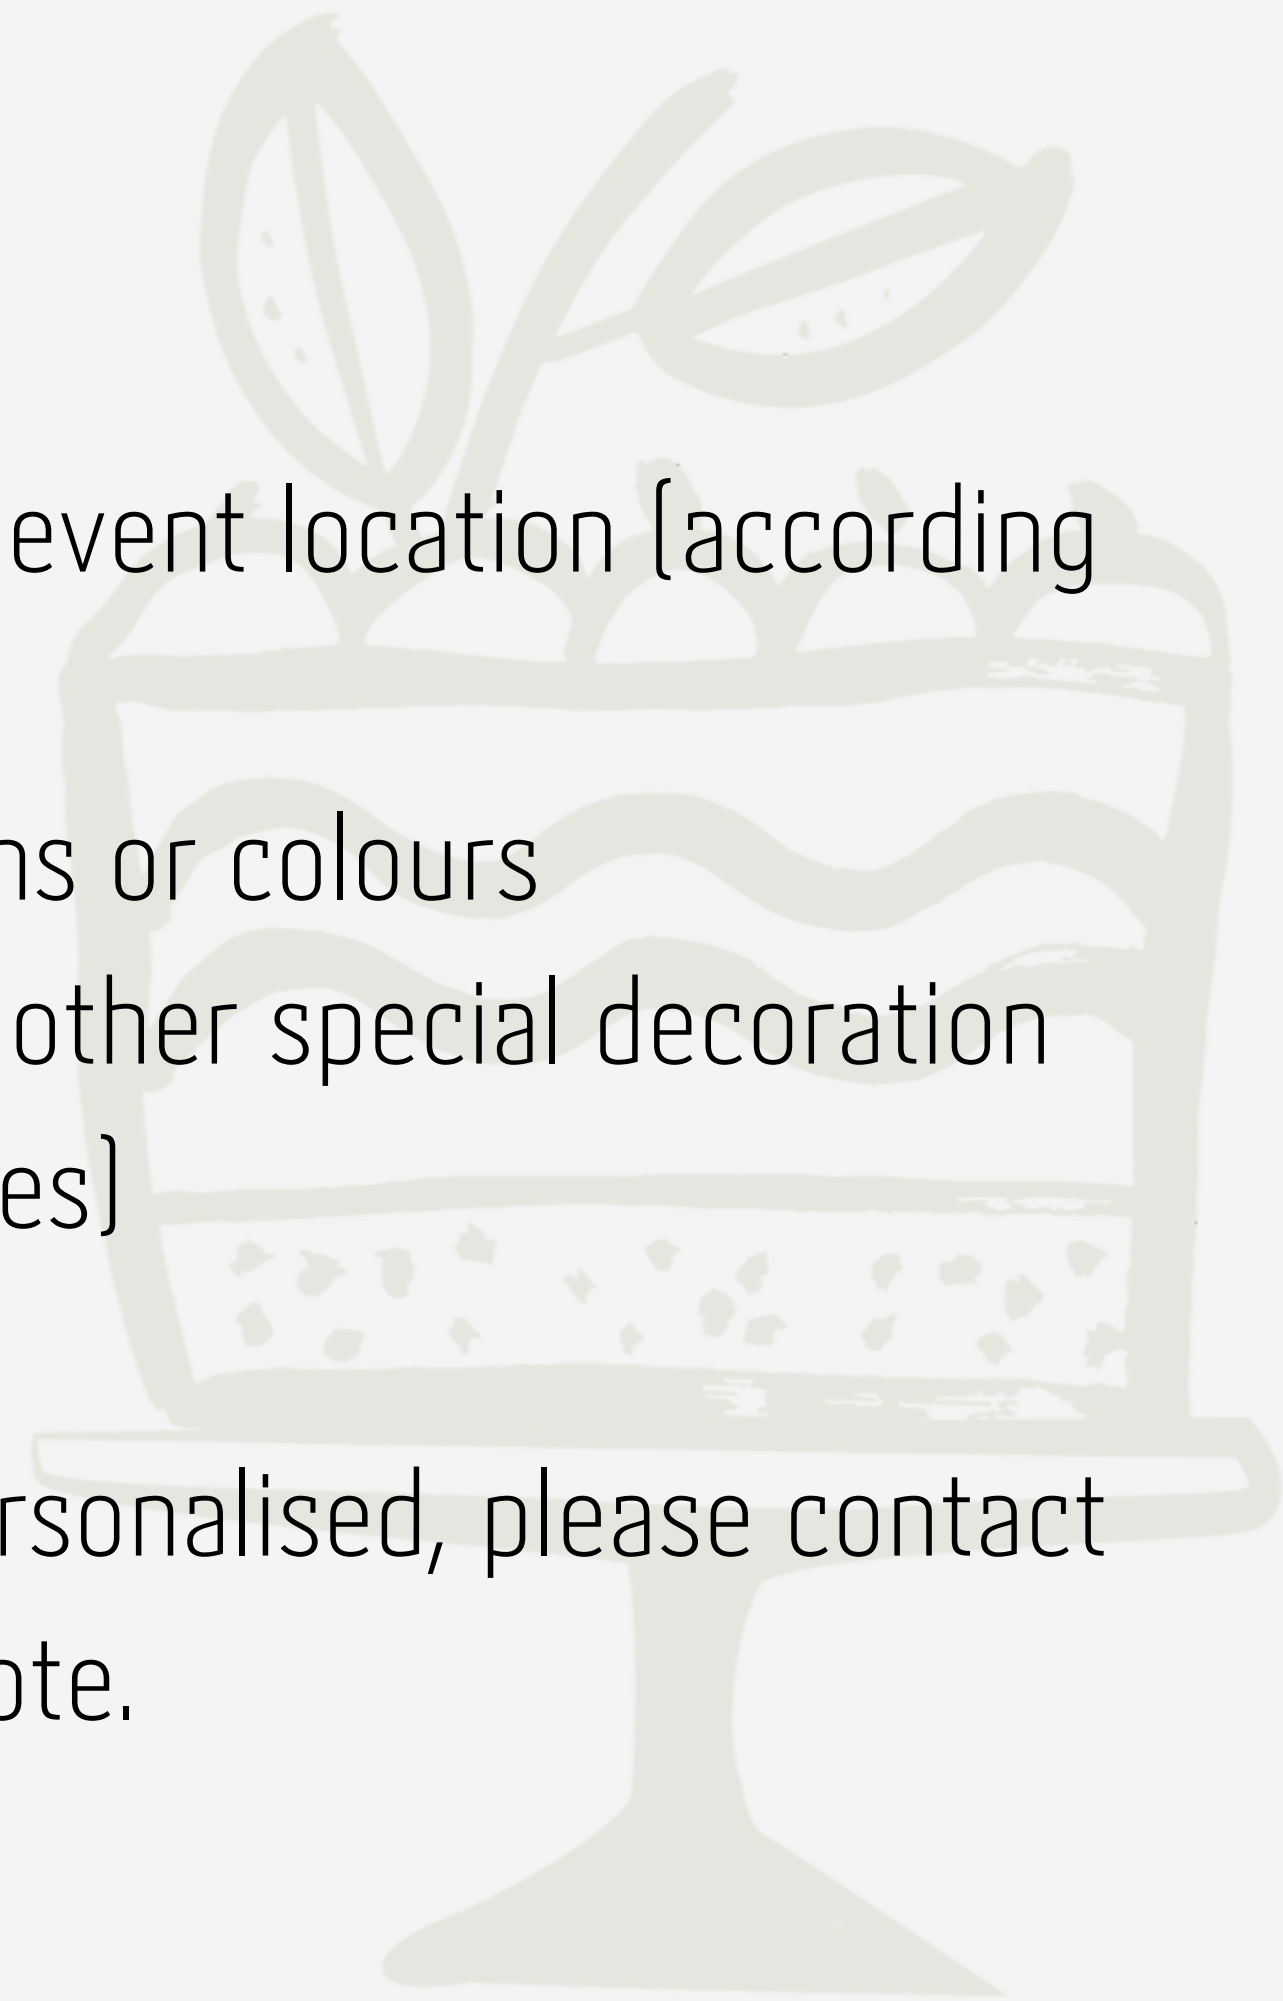 event location (according
ns or colours
other special decoration
es)
rsonalised, please contact
ote.